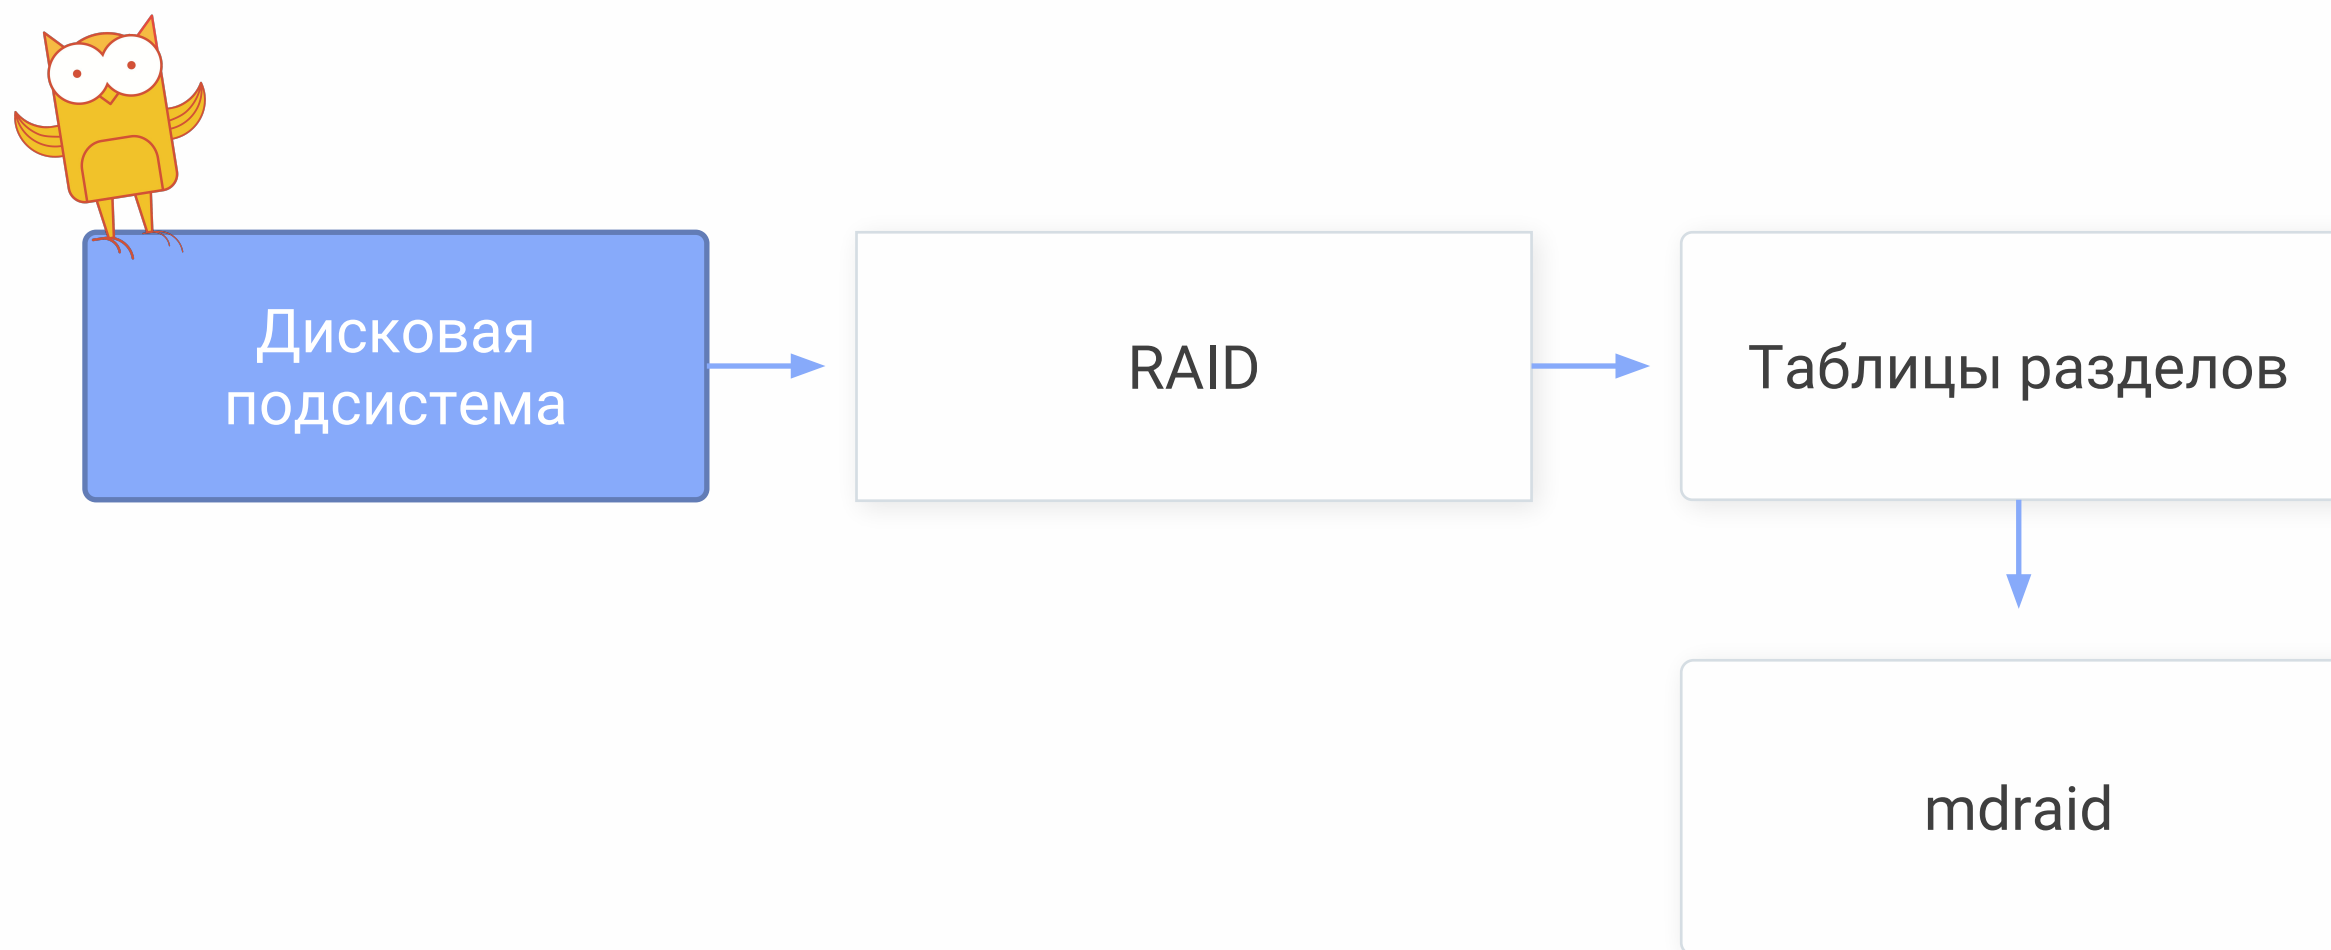 Дисковая
подсистема
RAID
Таблицы разделов
mdraid